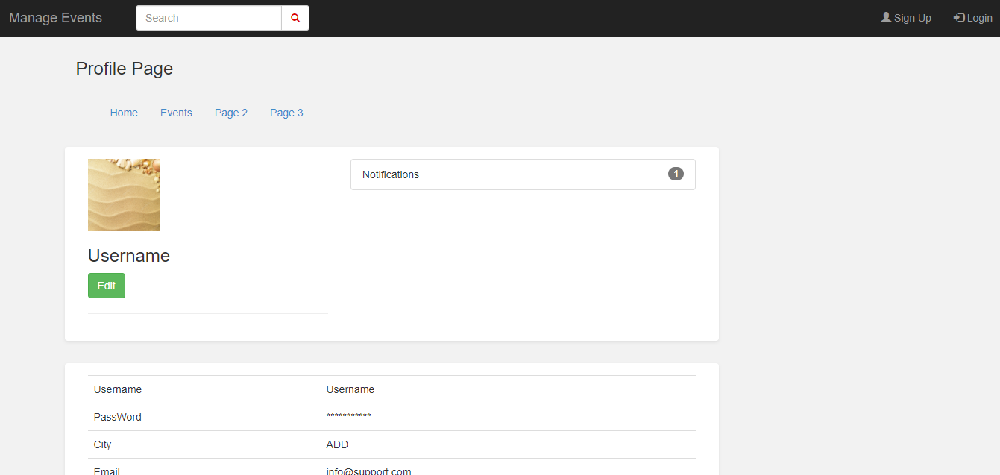 Manage Events Search Sign Up Login
Profile Page
Home Events Page 2 Page 3
Notifications 1
Username
Edit
Username Username
PassWord ***********
City ADD
Email info@support.com